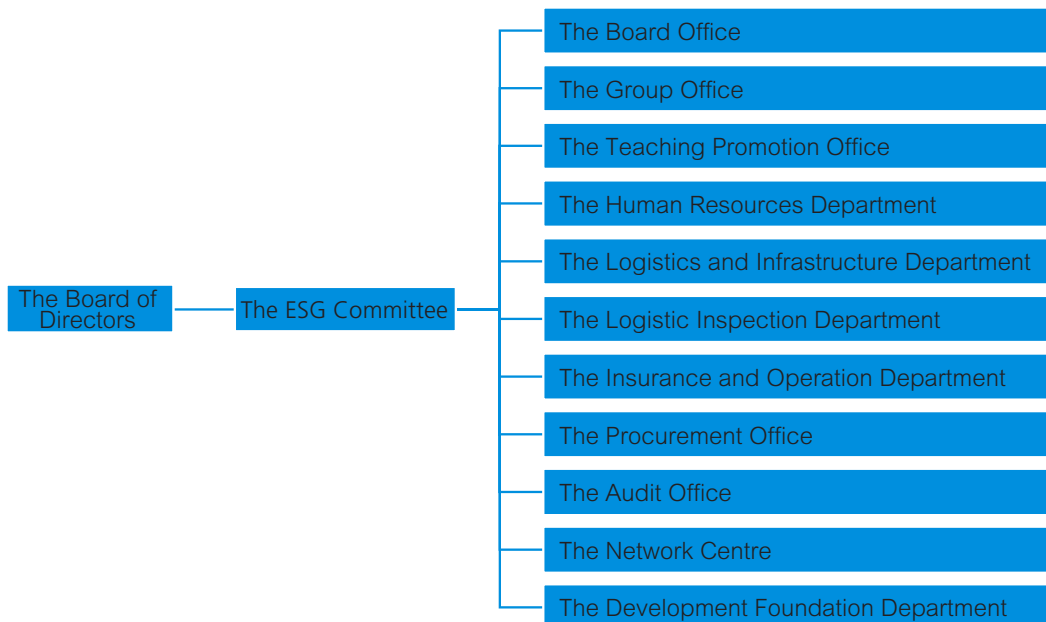 The Board of
Directors
The ESG Committee
The Board Office
The Group Office
The Teaching Promotion Office
The Human Resources Department
The Logistics and Infrastructure Department
The Logistic Inspection Department
The Insurance and Operation Department
The Procurement Office
The Audit Office
The Network Centre
The Development Foundation Department